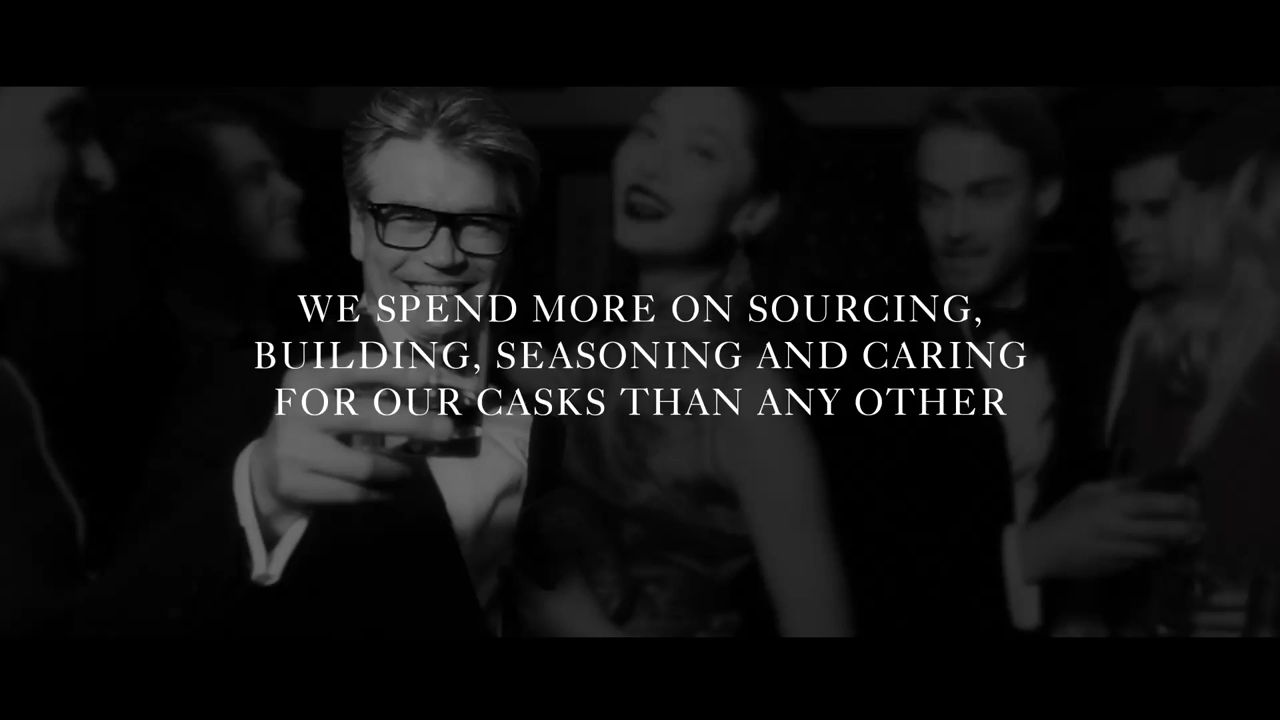 WE SPEND MORE ON SOURCING,
BUILDING, SEASONING AND CARING
FOR OUR CASKS THAN ANY OTHER